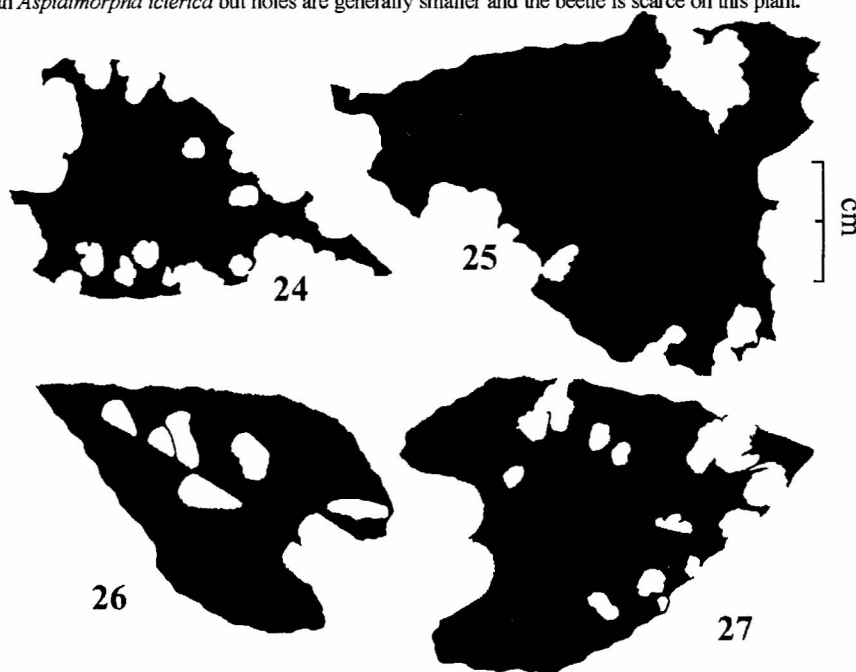 Aspidimorpha icterica but holes are generally smaller and the beetle is scarce on this plant.
24
25
cm
26
27